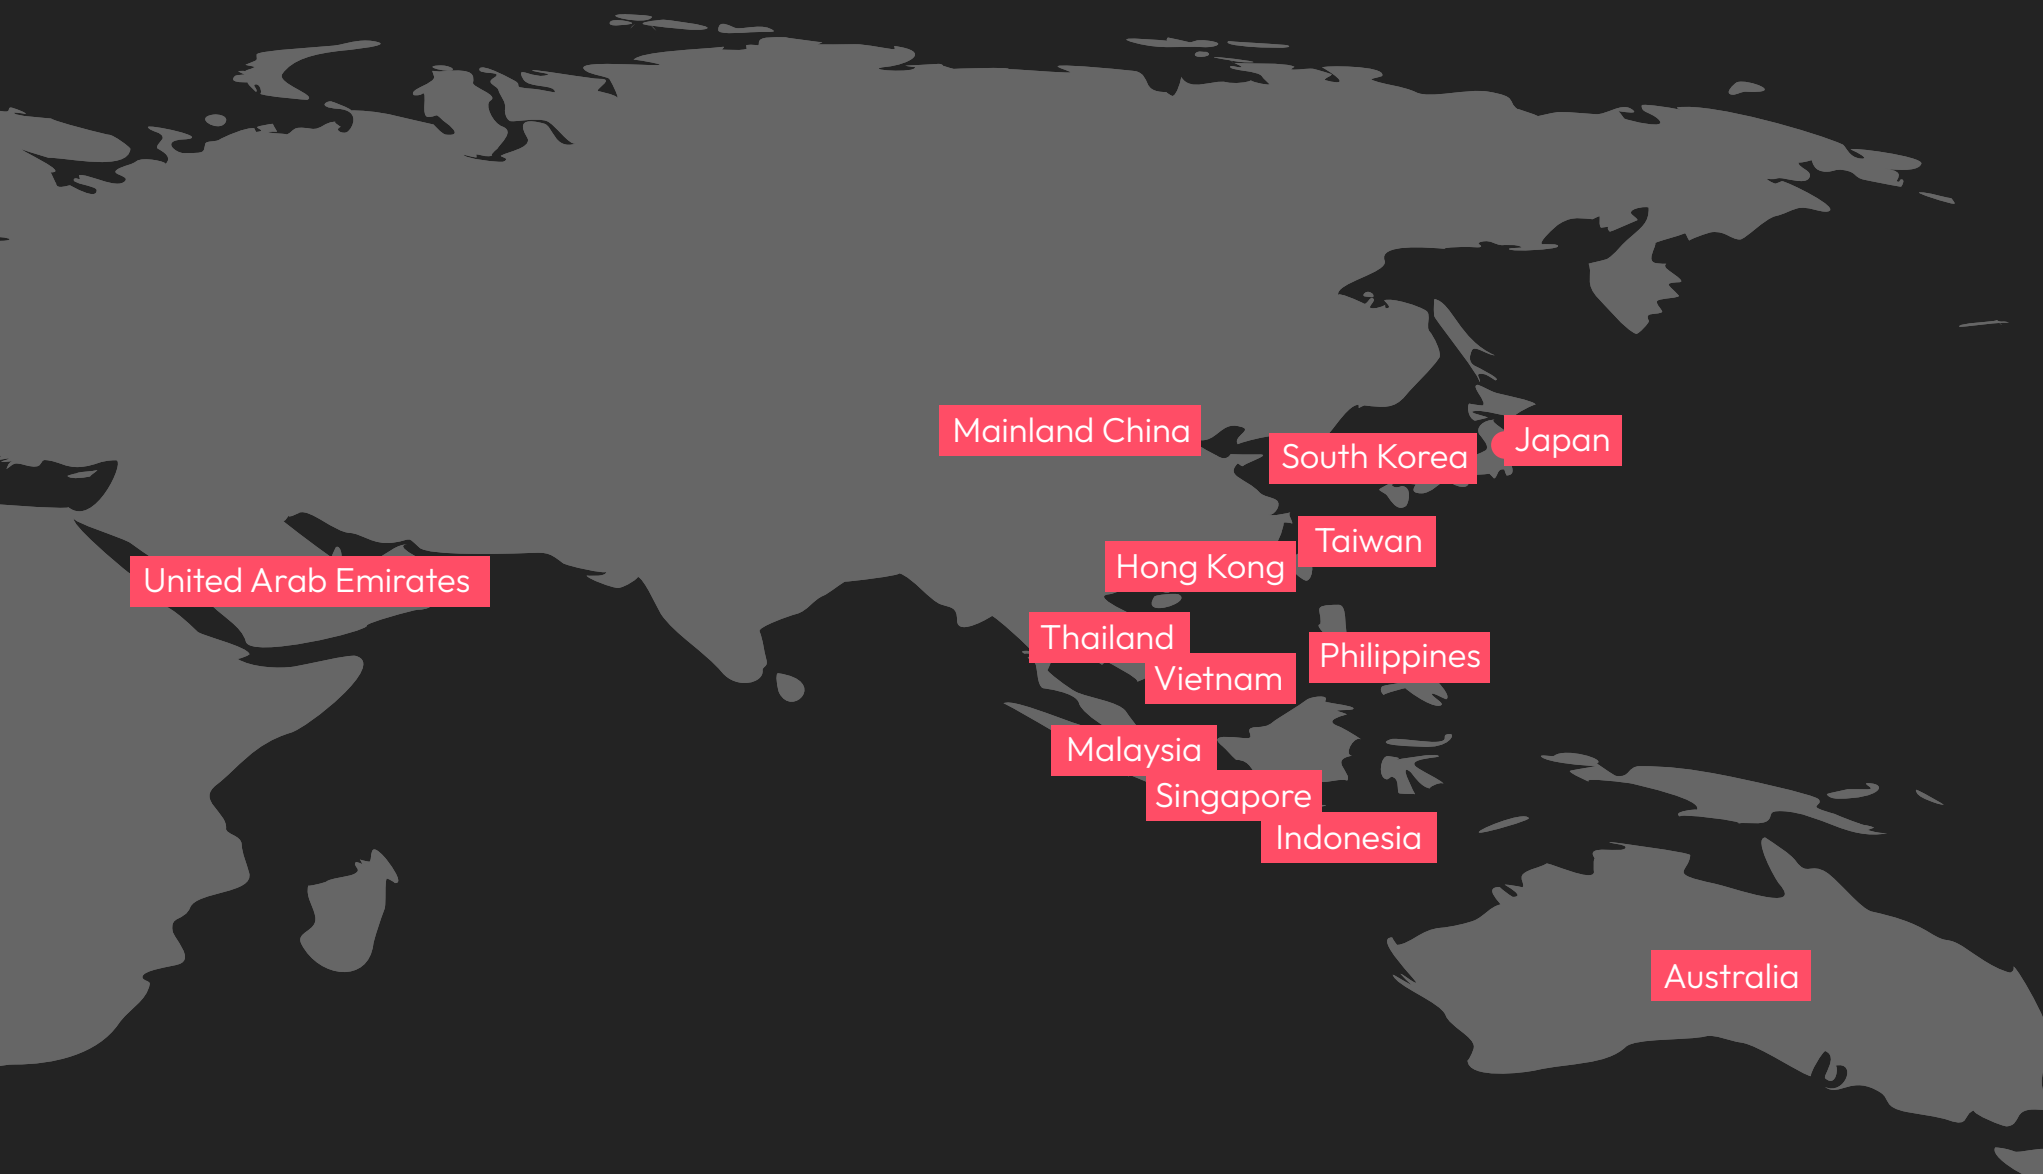 Mainland China
Japan
South Korea
Taiwan
Hong Kong
United Arab Emirates
Thailand
Philippines
Vietnam
Malaysia
Singapore
Indonesia
Australia